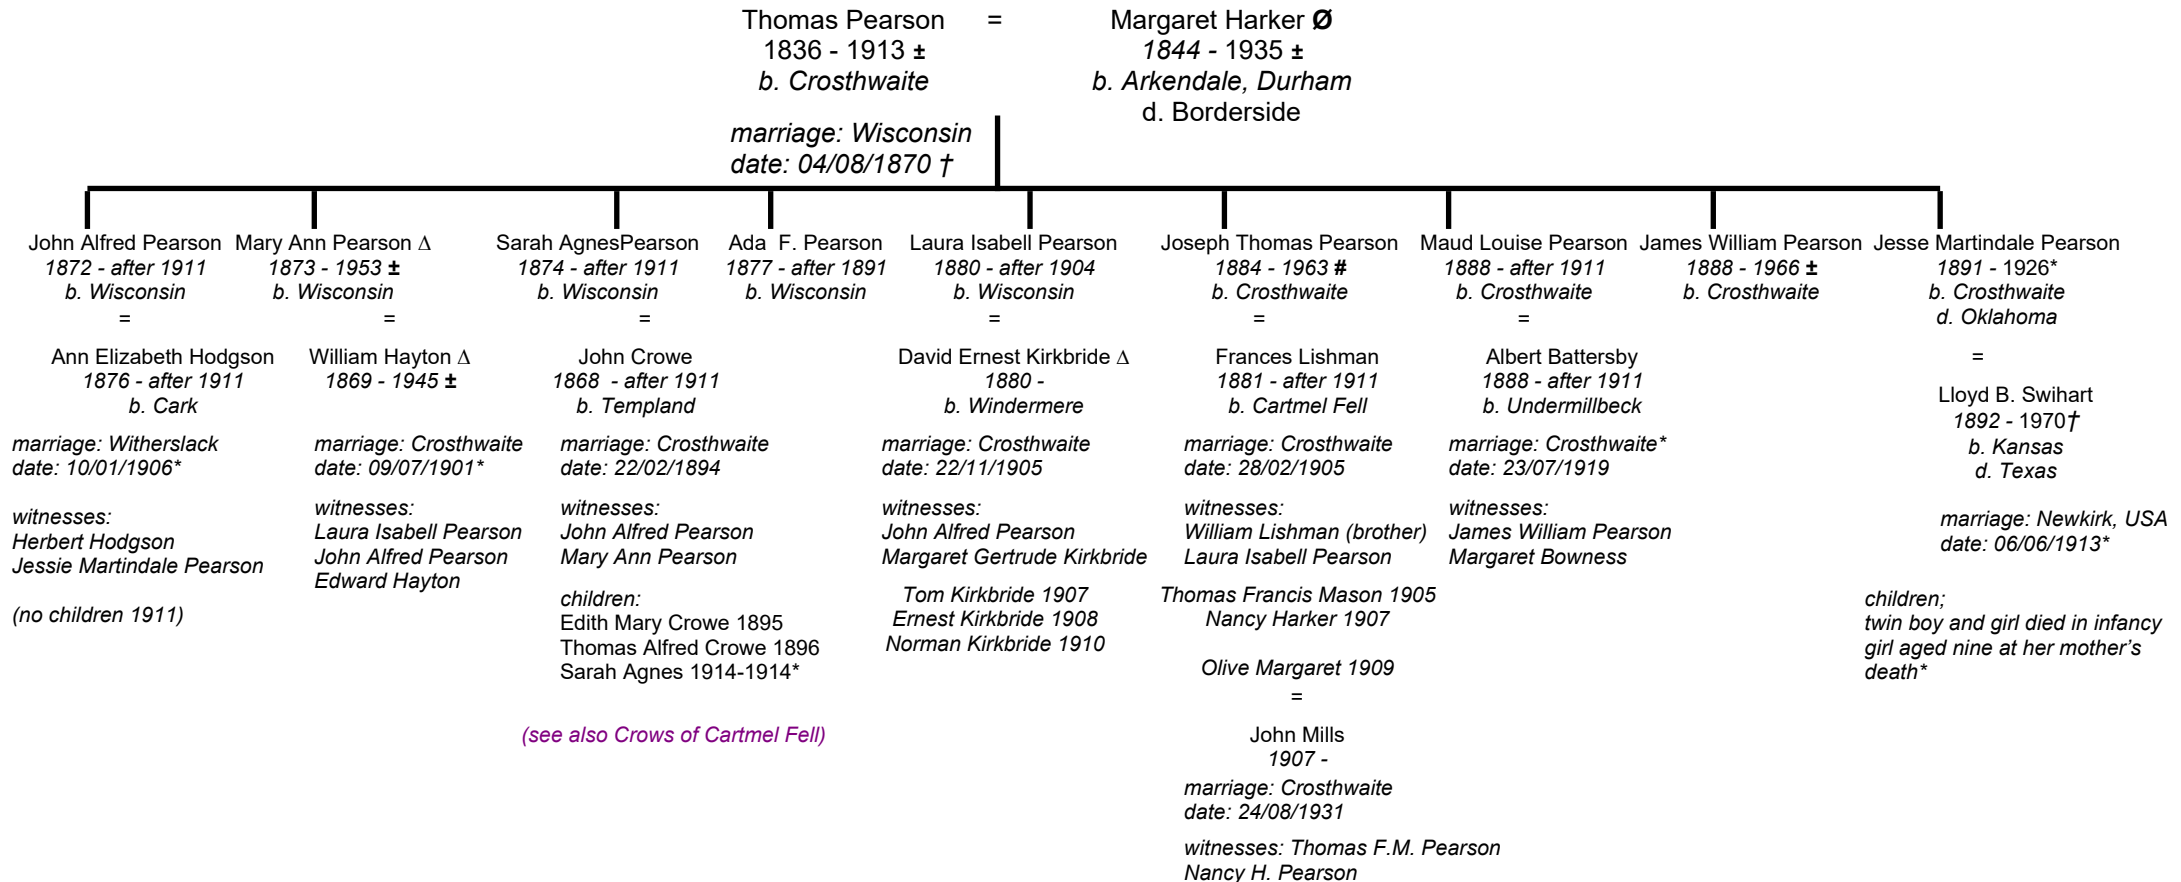 Thomas Pearson = Margaret Harker Ø
1836 - 1913 ± 1844 - 1935 ±
b. Crosthwaite b. Arkendale, Durham
d. Borderside
marriage: Wisconsin
date: 04/08/1870 †
John Alfred Pearson
1872 - after 1911
b. Wisconsin
=
Ann Elizabeth Hodgson
1876 - after 1911
b. Cark
marriage: Witherslack
date: 10/01/1906*
witnesses:
Herbert Hodgson
Jessie Martindale Pearson
(no children 1911)
Mary Ann Pearson Δ
1873 - 1953 ±
b. Wisconsin
=
William Hayton Δ
1869 - 1945 ±
marriage: Crosthwaite
date: 09/07/1901*
witnesses:
Laura Isabell Pearson
John Alfred Pearson
Edward Hayton
Sarah AgnesPearson
1874 - after 1911
b. Wisconsin
=
John Crowe
1868 - after 1911
b. Templand
marriage: Crosthwaite
date: 22/02/1894
witnesses:
John Alfred Pearson
Mary Ann Pearson
children:
Edith Mary Crowe 1895
Thomas Alfred Crowe 1896
Sarah Agnes 1914-1914*
(see also Crows of Cartmel Fell)
Ada F. Pearson
1877 - after 1891
b. Wisconsin
Laura Isabell Pearson
1880 - after 1904
b. Wisconsin
=
David Ernest Kirkbride Δ
1880 -
b. Windermere
marriage: Crosthwaite
date: 22/11/1905
witnesses:
John Alfred Pearson
Margaret Gertrude Kirkbride
Tom Kirkbride 1907
Ernest Kirkbride 1908
Norman Kirkbride 1910
Joseph Thomas Pearson
1884 - 1963 #
b. Crosthwaite
=
Frances Lishman
1881 - after 1911
b. Cartmel Fell
marriage: Crosthwaite
date: 28/02/1905
witnesses:
William Lishman (brother)
Laura Isabell Pearson
Thomas Francis Mason 1905
Nancy Harker 1907
Olive Margaret 1909
=
John Mills
1907 -
marriage: Crosthwaite
date: 24/08/1931
witnesses: Thomas F.M. Pearson
Nancy H. Pearson
Maud Louise Pearson
1888 - after 1911
b. Crosthwaite
=
Albert Battersby
1888 - after 1911
b. Undermillbeck
marriage: Crosthwaite*
date: 23/07/1919
witnesses:
James William Pearson
Margaret Bowness
James William Pearson
1888 - 1966 ±
b. Crosthwaite
Jesse Martindale Pearson
1891 - 1926*
b. Crosthwaite
d. Oklahoma
=
Lloyd B. Swihart
1892 - 1970†
b. Kansas
d. Texas
marriage: Newkirk, USA
date: 06/06/1913*
children;
twin boy and girl died in infancy
girl aged nine at her mother's
death*